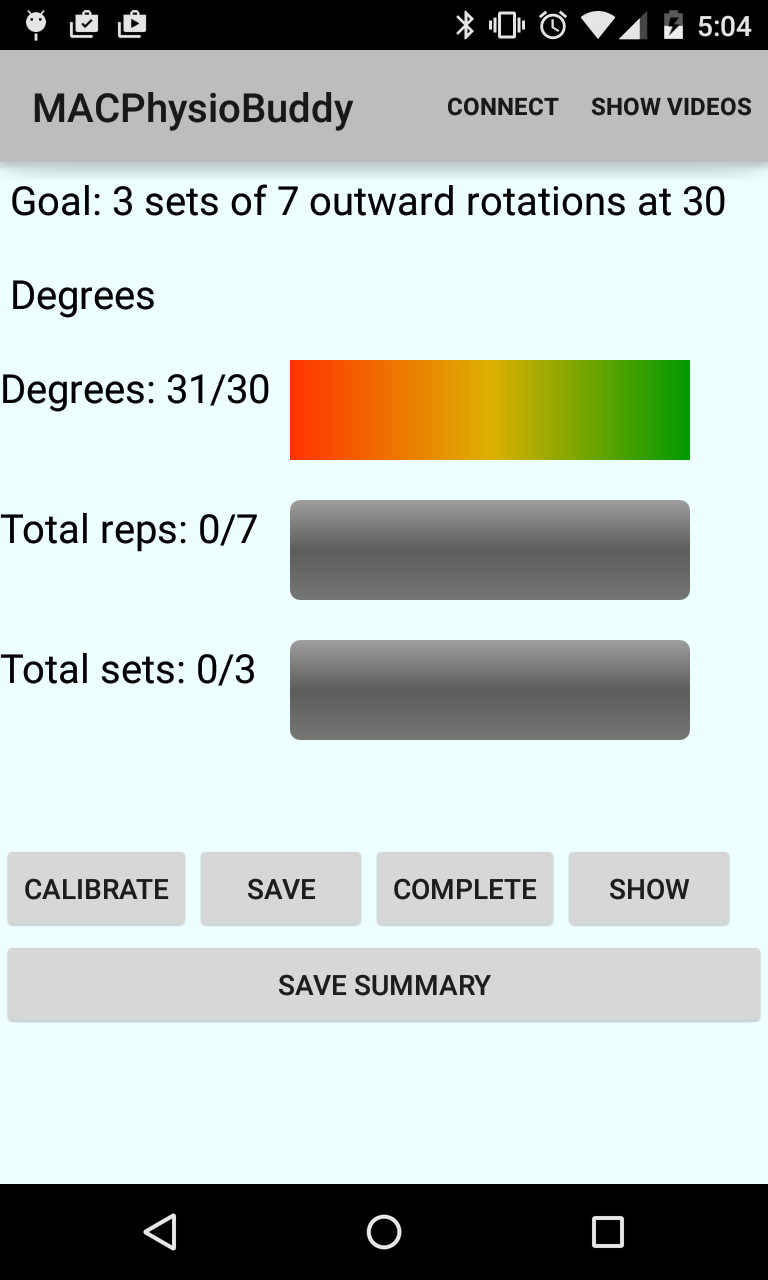 5:04
MACPhysioBuddy CONNECT SHOW VIDEOS
Goal: 3 sets of 7 outward rotations at 30
Degrees
Degrees: 31/30
Total reps: 0/7
Total sets: 0/3
CALIBRATE SAVE COMPLETE SHOW
SAVE SUMMARY